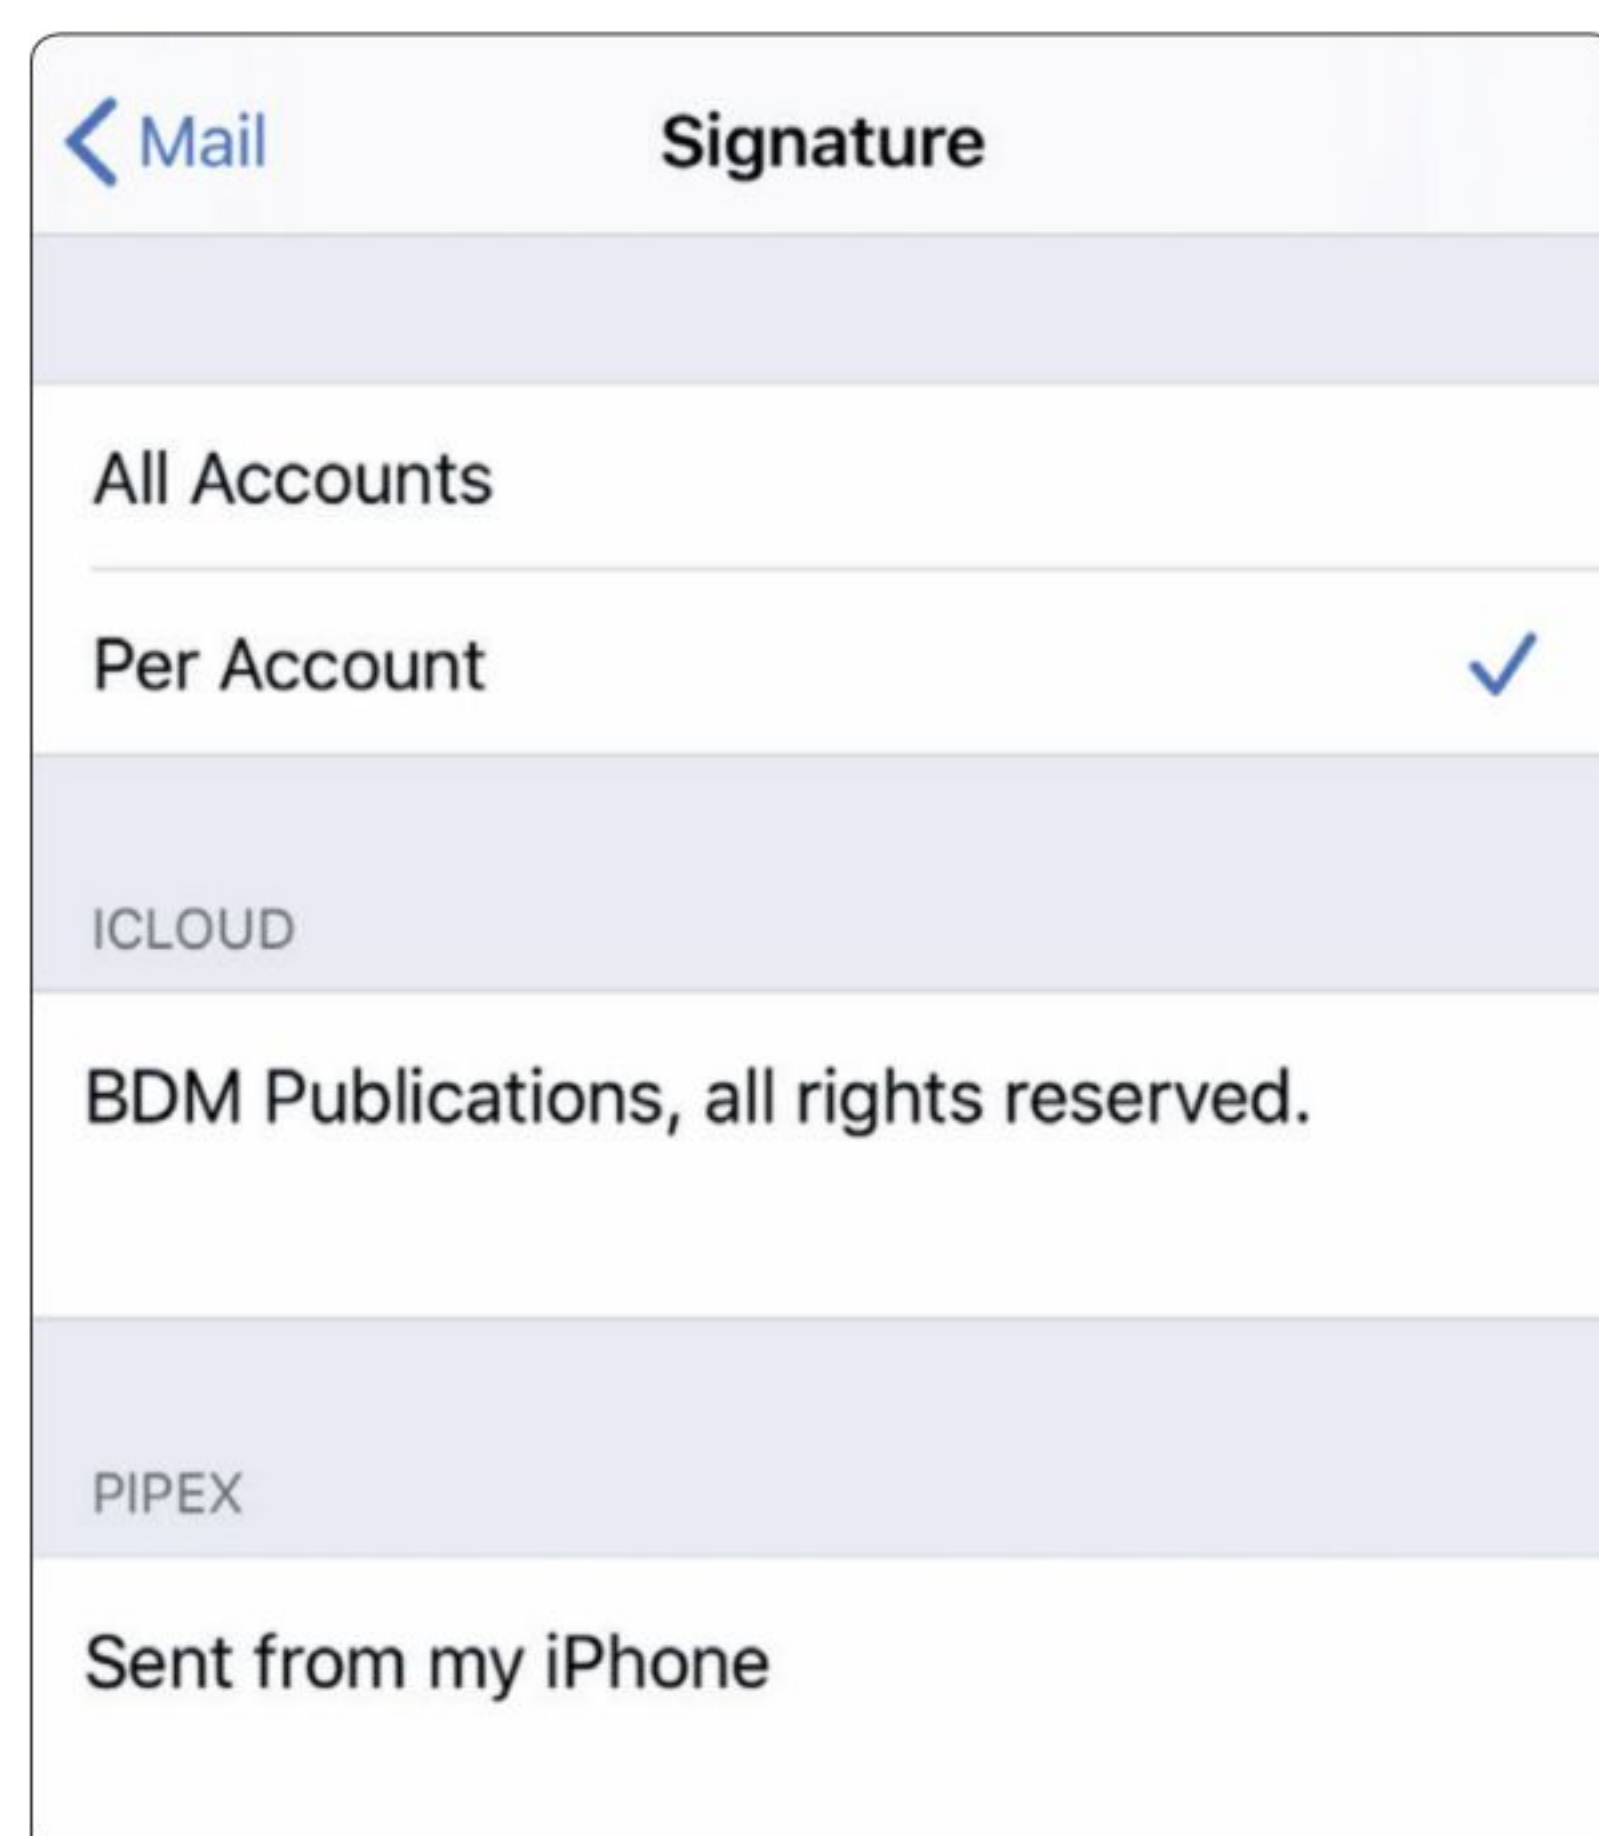 Mail
Signature
All Accounts
Per Account
ICLOUD
BDM Publications, all rights reserved.
PIPEX
Sent from my iPhone